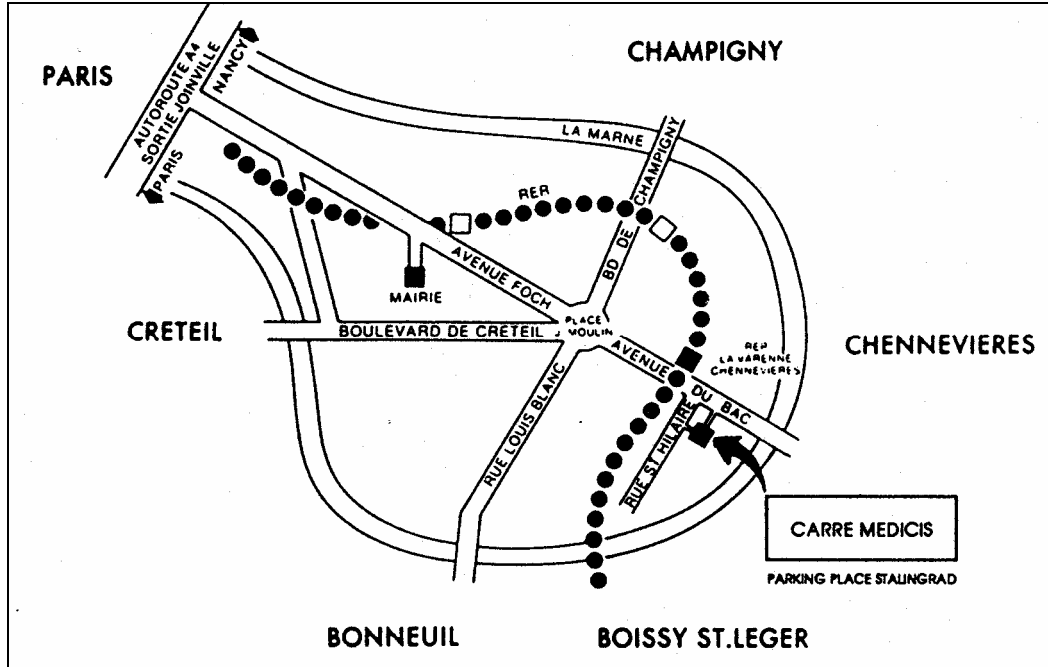 CHAMPIGNY
PARIS
AUTOROUTE A4
SORTIE JOINVILLE
NANCY
PARIS
LA MARNE
CHAMPIGNY
BD DE
RER
AVENUE FOCH
MAIRIE
CRETEIL
BOULEVARD DE CRETEIL
PLACE
J MOULIN
CHENNEVIERES
RER
LA VARENNE
CHENNEVIERES
AVENUE DU BAC
RUE LOUIS BLANC
RUE ST HILAIRE
CARRE MEDICIS
PARKING PLACE STALINGRAD
BONNEUIL
BOISSY ST.LEGER